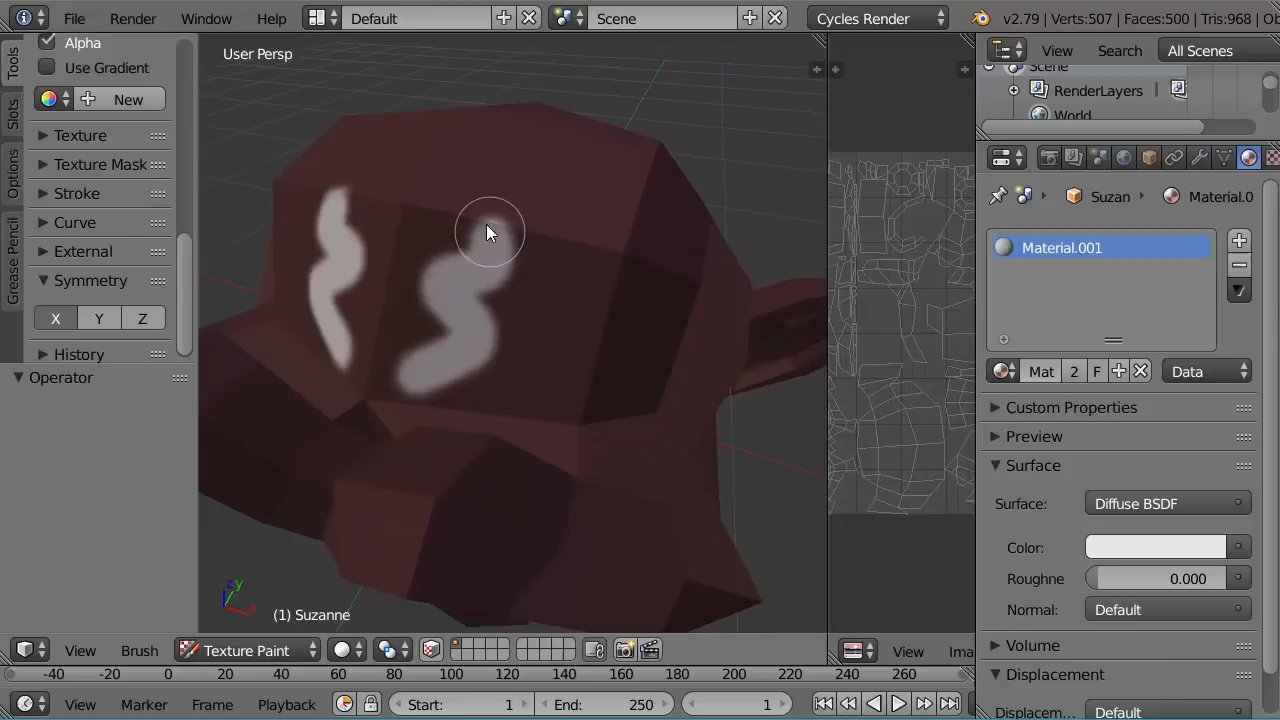 File Render Window Help Default Scene Cycles Render v2.79 | Verts:507 | Faces:500 | Tris:968 | Ob
Tools
Slots
Options
Grease Pencil
Alpha
Use Gradient
New
Texture
Texture Mask
Stroke
Curve
External
Symmetry
X Y Z
History
Operator
User Persp
(1) Suzanne
z y x
View Brush Texture Paint
View Ima
-40 -20 0 20 40 60 80 100 120 140 160 180 200 220 240 260
View Marker Frame Playback Start: 1 End: 250 1
View Search All Scenes
Scene
RenderLayers
World
Suzan Material.0
Material.001
Mat 2 F Data
Custom Properties
Preview
Surface
Surface: Diffuse BSDF
Color:
Roughne 0.000
Normal: Default
Volume
Displacement
Displacem... Default